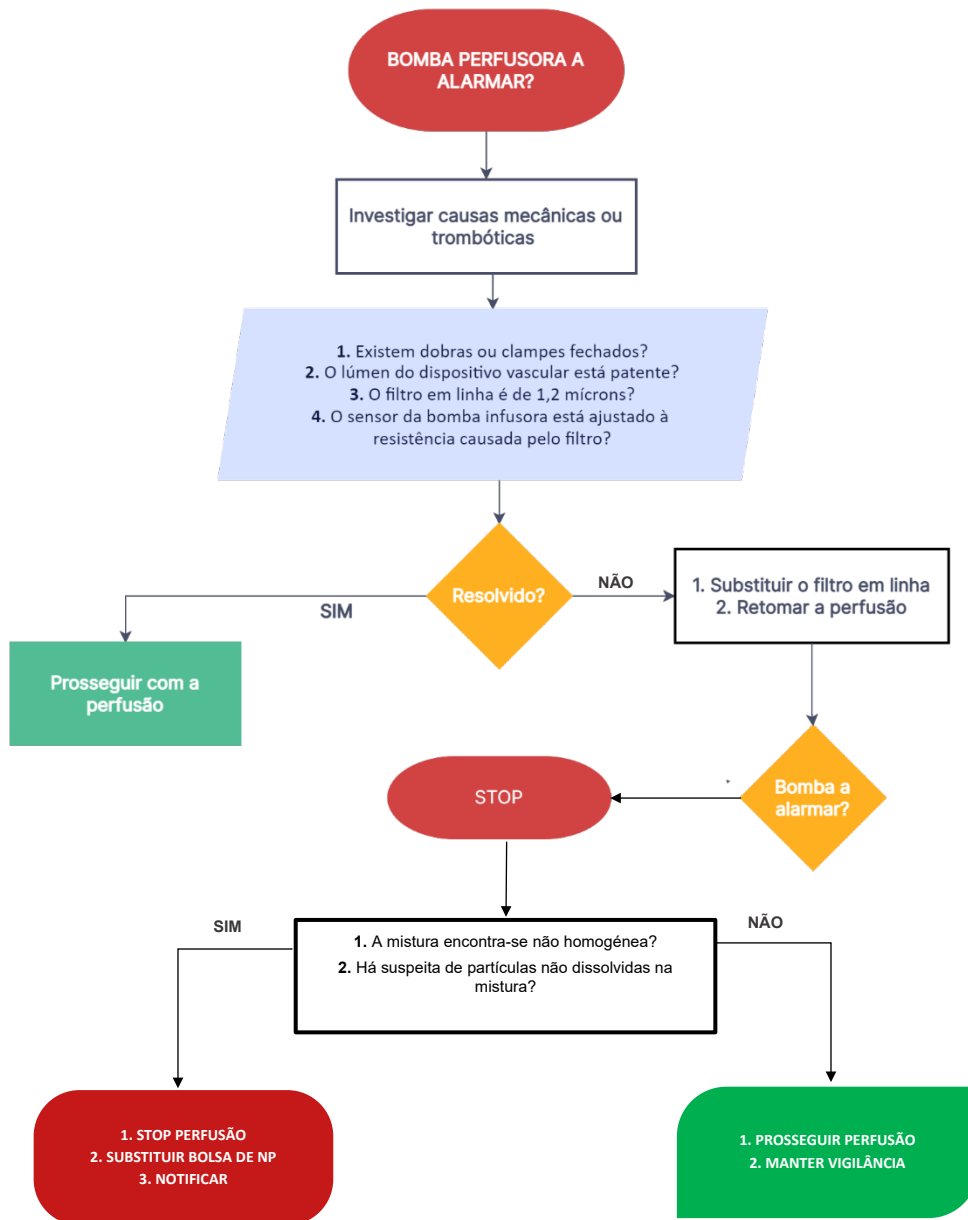 BOMBA PERFUSORA A
ALARMAR?
Investigar causas mecânicas ou
trombóticas
1. Existem dobras ou clampes fechados?
2. O lúmen do dispositivo vascular está patente?
3. O filtro em linha é de 1,2 mícrons?
4. O sensor da bomba infusora está ajustado à
resistência causada pelo filtro?
Resolvido?
SIM
NÃO
1. Substituir o filtro em linha
2. Retomar a perfusão
Prosseguir com a
perfusão
Bomba a
alarmar?
STOP
SIM
NÃO
1. A mistura encontra-se não homogénea?
2. Há suspeita de partículas não dissolvidas na
mistura?
1. STOP PERFUSÃO
2. SUBSTITUIR BOLSA DE NP
3. NOTIFICAR
1. PROSSEGUIR PERFUSÃO
2. MANTER VIGILÂNCIA